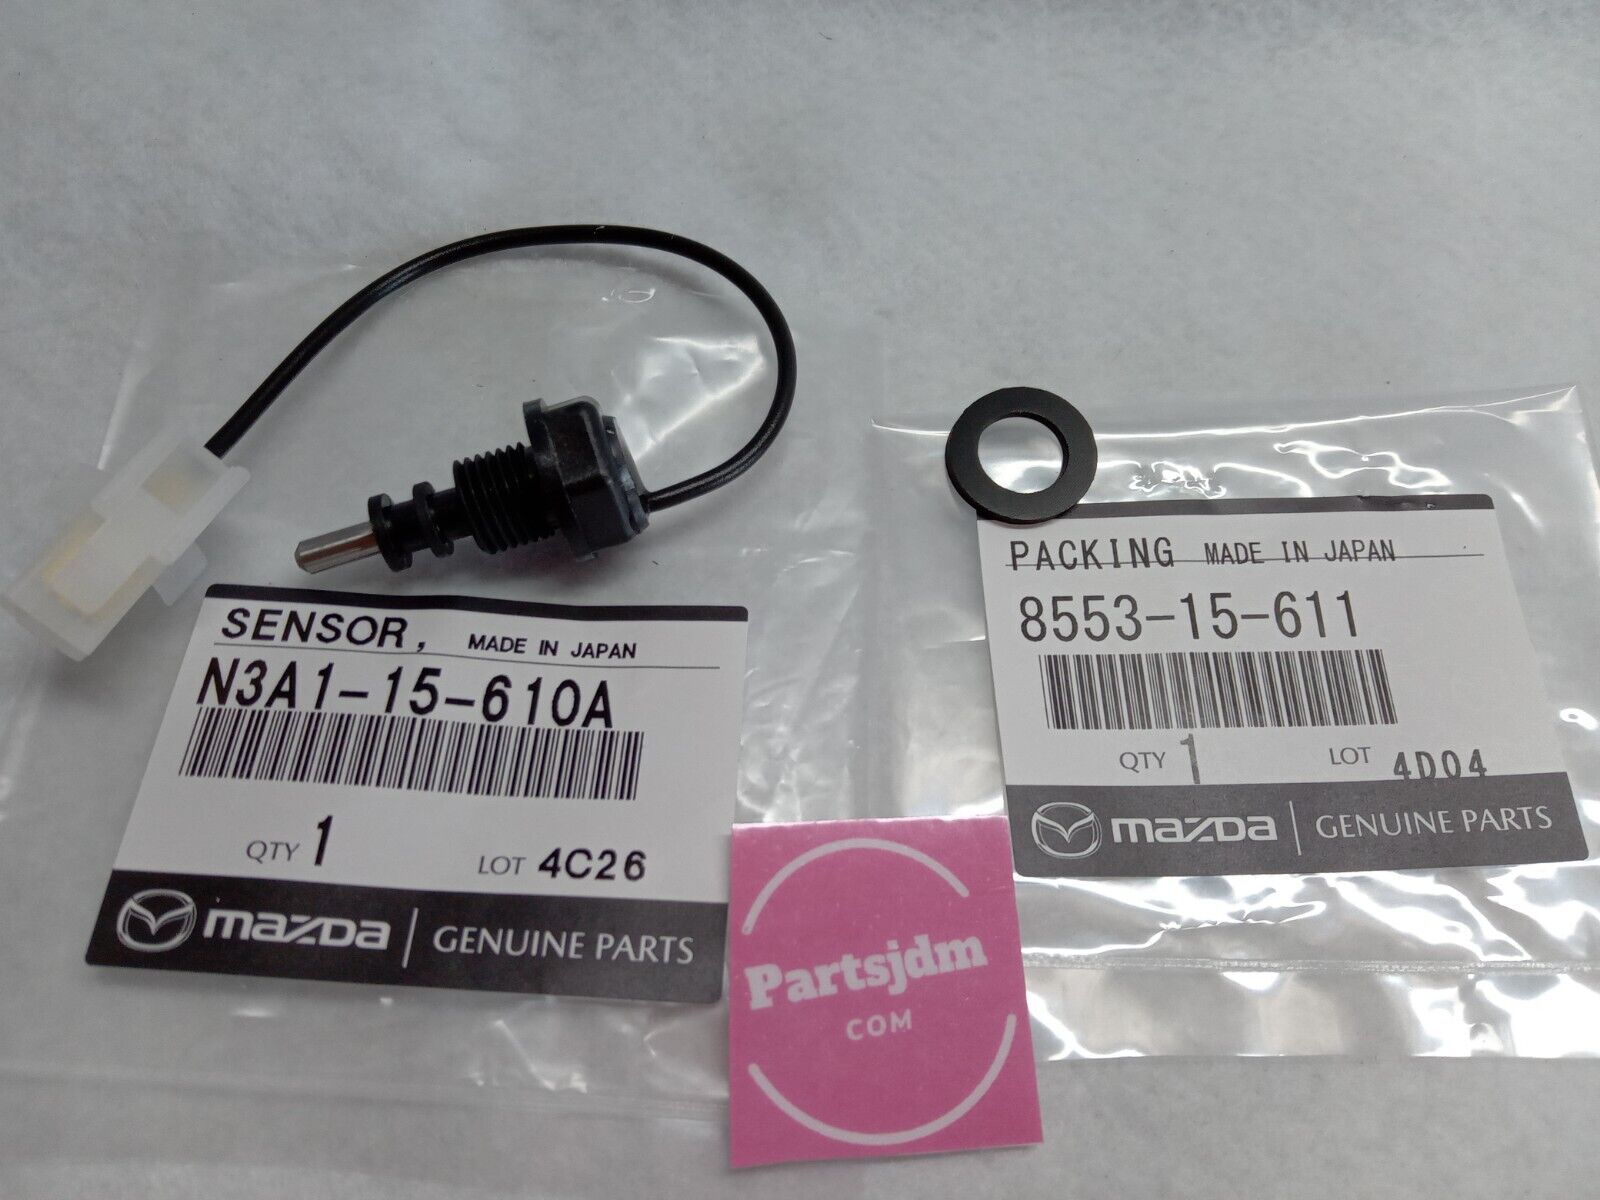 SENSOR, MADE IN JAPAN
N3A1-15-610A
QTY 1 LOT 4C26
mazda GENUINE PARTS
PACKING MADE IN JAPAN
8553-15-611
QTY 1 LOT 4D04
mazda GENUINE PARTS
Partsjdm
COM